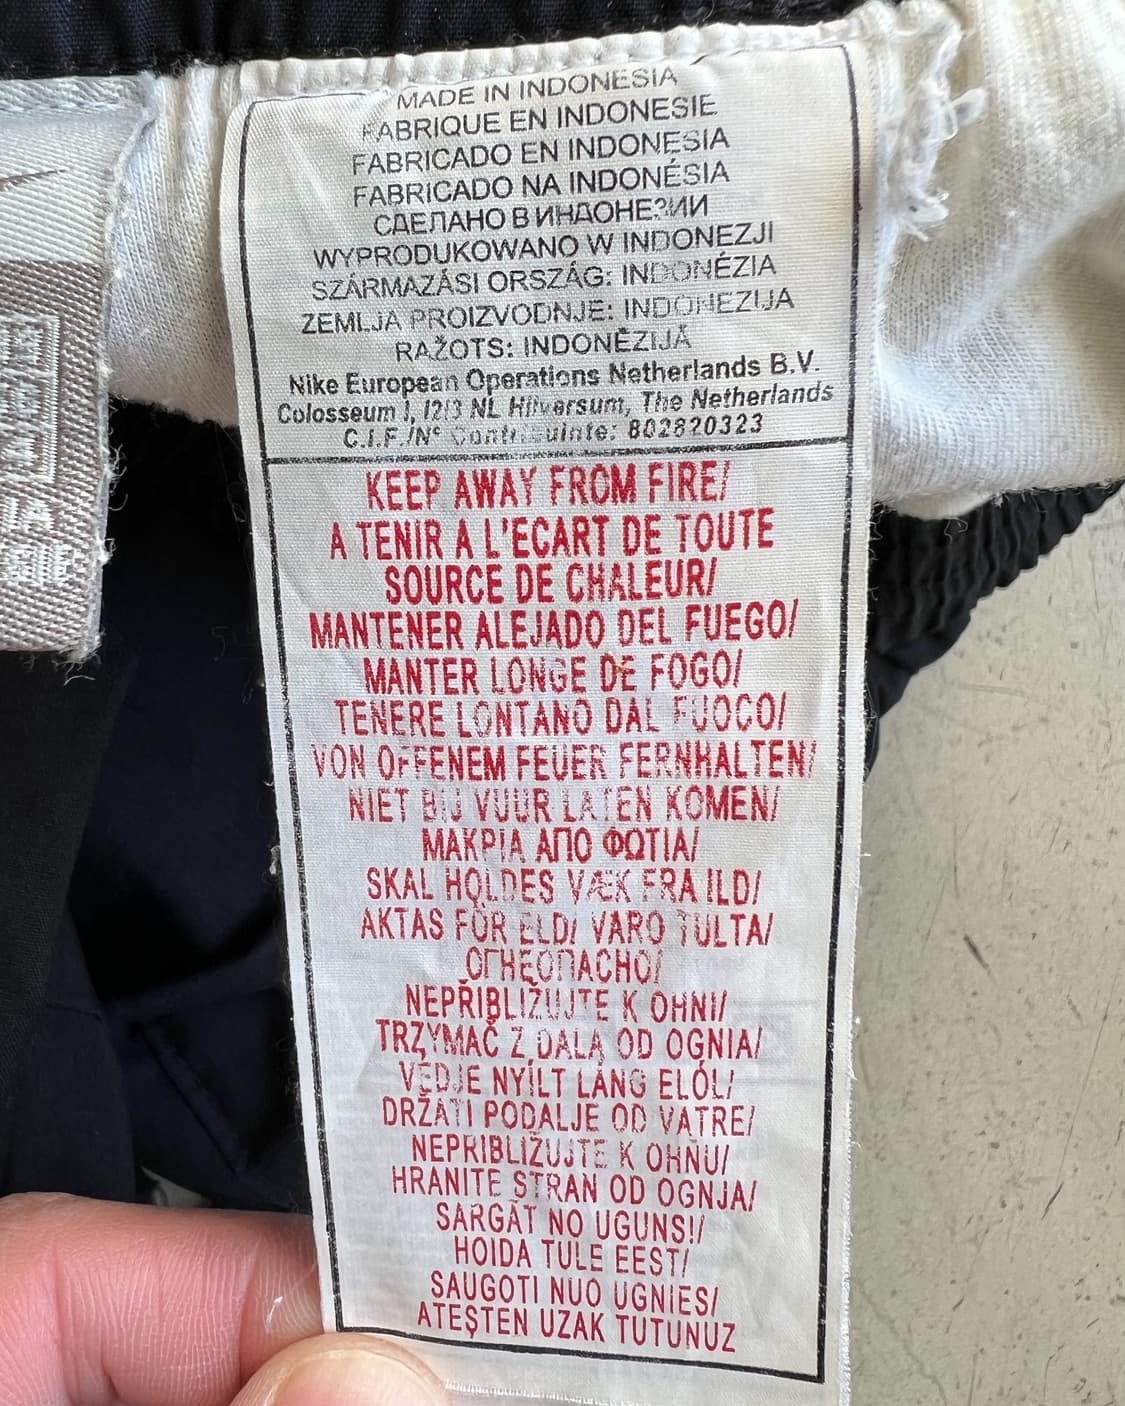 MADE IN INDONESIA
FABRIQUE EN INDONESIE
FABRICADO EN INDONESIA
FABRICADO NA INDONÉSIA
СДЕЛАНО В ИНДОНЕЗИИ
WYPRODUKOWANO W INDONEZJI
SZÁRMAZÁSI ORSZÁG: INDONÉZIA
ZEMLJA PROIZVODNJE: INDONEZIJA
RAŽOTS: INDONĒZIJĀ
Nike European Operations Netherlands B.V.
Colosseum 1, 1213 NL Hilversum, The Netherlands
C.I.F./N° Contribuinte: 802820323
KEEP AWAY FROM FIRE/
A TENIR A L'ECART DE TOUTE
SOURCE DE CHALEUR/
MANTENER ALEJADO DEL FUEGO/
MANTER LONGE DE FOGO/
TENERE LONTANO DAL FUOCO/
VON OFFENEM FEUER FERNHALTEN/
NIET BIJ VUUR LATEN KOMEN/
ΜΑΚΡΙΑ ΑΠΟ ΦΩΤΙΑ/
SKAL HOLDES VÆK FRA ILD/
AKTAS FÖR ELD/ VARO TULTA/
ОГНЕОПАСНО/
NEPŘIBLIŽUJTE K OHNI/
TRZYMAĆ Z DALA OD OGNIA/
VÉDJE NYÍLT LÁNG ELÓL/
DRŽATI PODALJE OD VATRE/
NEPRIBLIŽUJTE K OHŇU/
HRANITE STRAN OD OGNJA/
SARGĀT NO UGUNS!/
HOIDA TULE EEST/
SAUGOTI NUO UGNIES/
ATEŞTEN UZAK TUTUNUZ